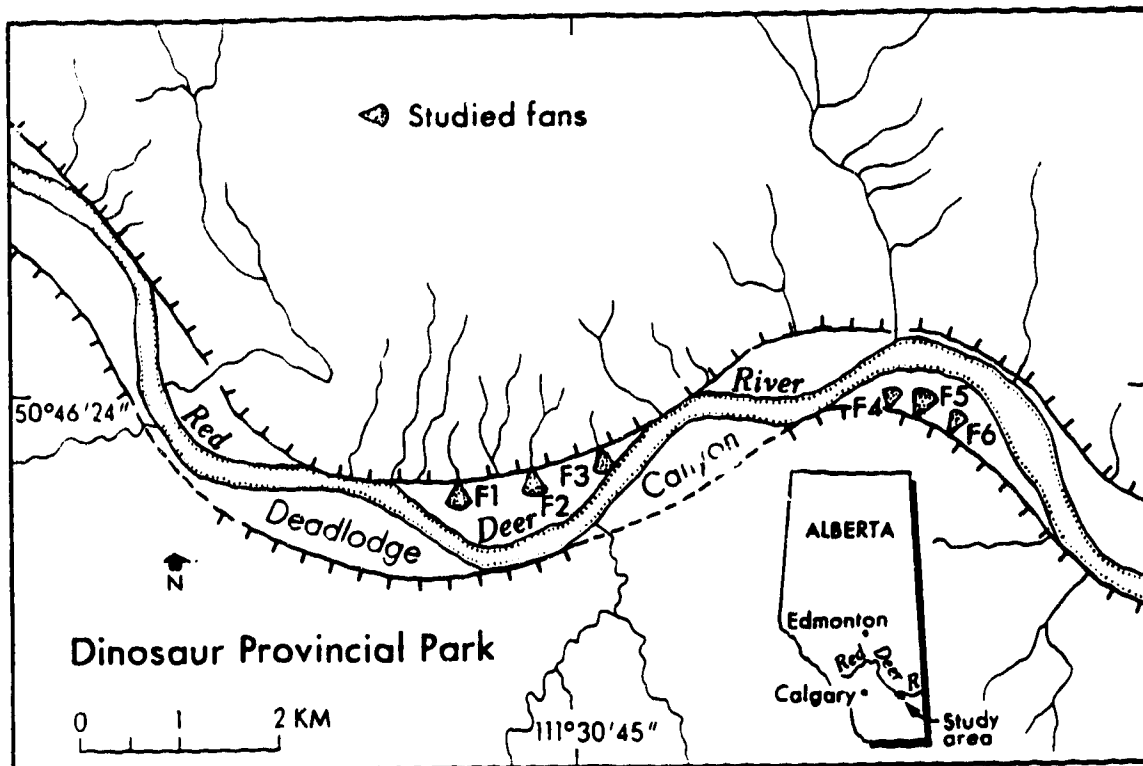 Studied fans
50°46'24"
Red
River
F4
F5
F6
Canyon
F3
F1
F2
Deer
Deadlodge
N
ALBERTA
Edmonton
Red Deer R
Calgary
Study
area
Dinosaur Provincial Park
0 1 2 KM
111°30'45"